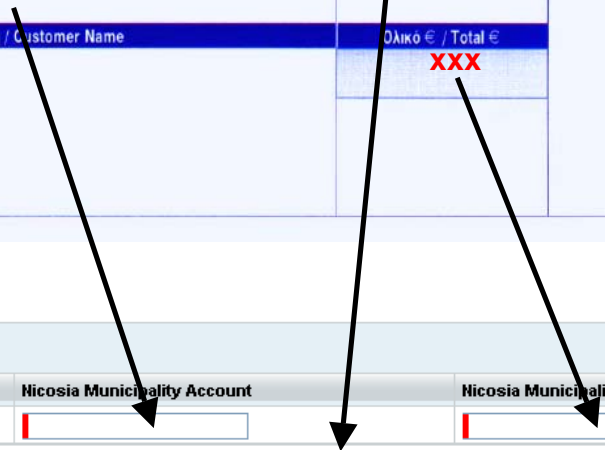 / Customer Name
Ολικό € / Total €
XXX
Nicosia Municipality Account
Nicosia Municipali